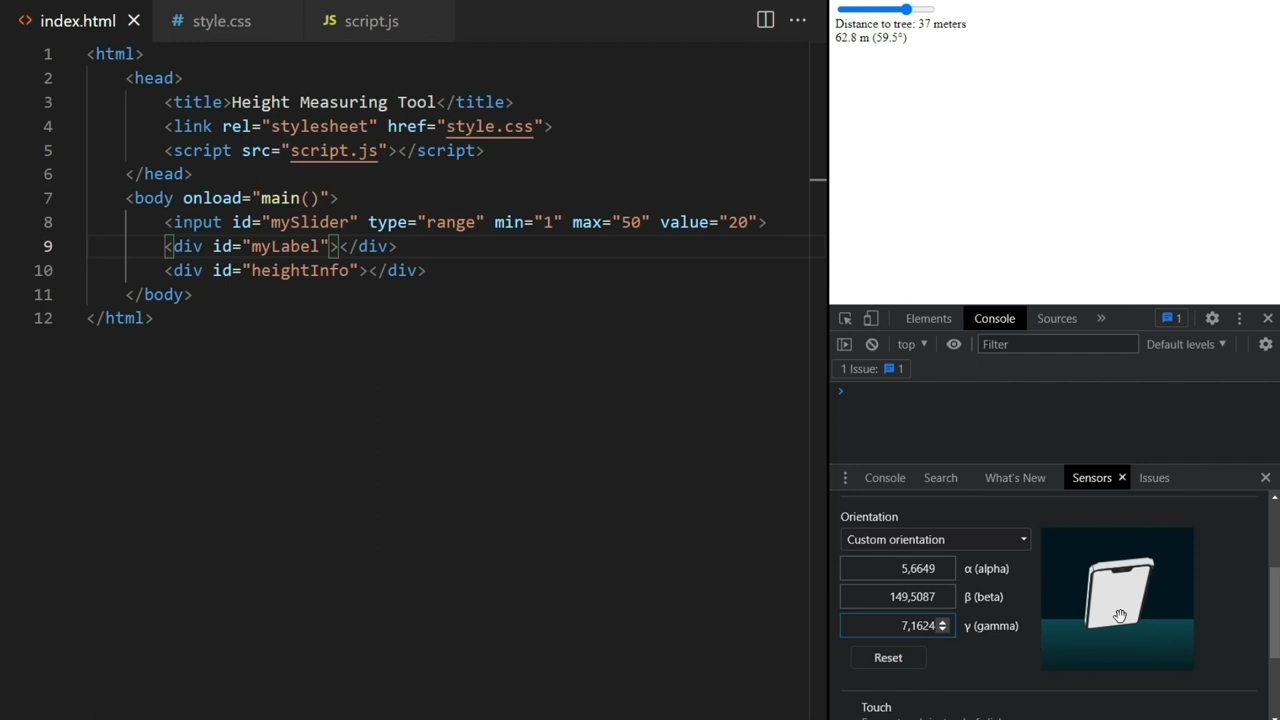 <> index.html ✕ # style.css JS script.js ···
1 <html>
2 <head>
3 <title>Height Measuring Tool</title>
4 <link rel="stylesheet" href="style.css">
5 <script src="script.js"></script>
6 </head>
7 <body onload="main()">
8 <input id="mySlider" type="range" min="1" max="50" value="20">
9 <div id="myLabel"></div>
10 <div id="heightInfo"></div>
11 </body>
12 </html>
Distance to tree: 37 meters
62.8 m (59.5°)
Elements Console Sources » 1
top Filter Default levels
1 Issue: 1
>
Console Search What's New Sensors Issues
Orientation
Custom orientation
5,6649 α (alpha)
149,5087 β (beta)
7,1624 γ (gamma)
Reset
Touch